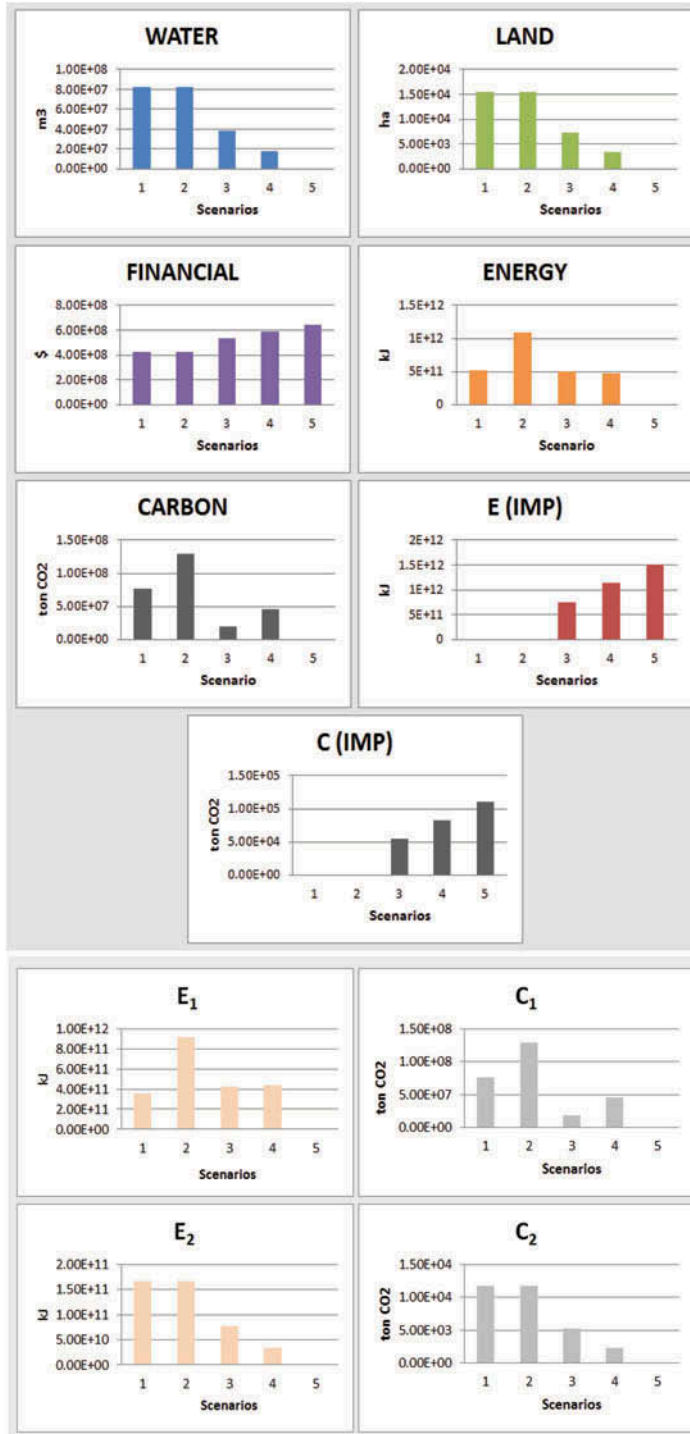 WATER
1.00E+08
8.00E+07
6.00E+07
4.00E+07
2.00E+07
0.00E+00
m3
1 2 3 4 5
Scenarios
LAND
2.00E+04
1.50E+04
1.00E+04
5.00E+03
0.00E+00
ha
1 2 3 4 5
Scenarios
FINANCIAL
8.00E+08
6.00E+08
4.00E+08
2.00E+08
0.00E+00
$
1 2 3 4 5
Scenarios
ENERGY
1.5E+12
1E+12
5E+11
0
kJ
1 2 3 4 5
Scenario
CARBON
1.50E+08
1.00E+08
5.00E+07
0.00E+00
ton CO2
1 2 3 4 5
Scenario
E (IMP)
2E+12
1.5E+12
1E+12
5E+11
0
kJ
1 2 3 4 5
Scenarios
C (IMP)
1.50E+05
1.00E+05
5.00E+04
0.00E+00
ton CO2
1 2 3 4 5
Scenarios
E₁
1.00E+12
8.00E+11
6.00E+11
4.00E+11
2.00E+11
0.00E+00
kJ
1 2 3 4 5
Scenarios
C₁
1.50E+08
1.00E+08
5.00E+07
0.00E+00
ton CO2
1 2 3 4 5
Scenarios
E₂
2.00E+11
1.50E+11
1.00E+11
5.00E+10
0.00E+00
kJ
1 2 3 4 5
Scenarios
C₂
1.50E+04
1.00E+04
5.00E+03
0.00E+00
ton CO2
1 2 3 4 5
Scenarios